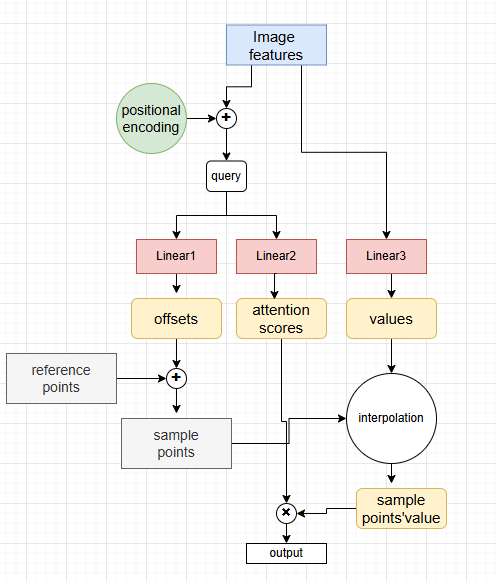 Image
features
positional
encoding
+
query
Linear1
Linear2
Linear3
offsets
attention
scores
values
reference
points
+
sample
points
interpolation
sample
points'value
×
output